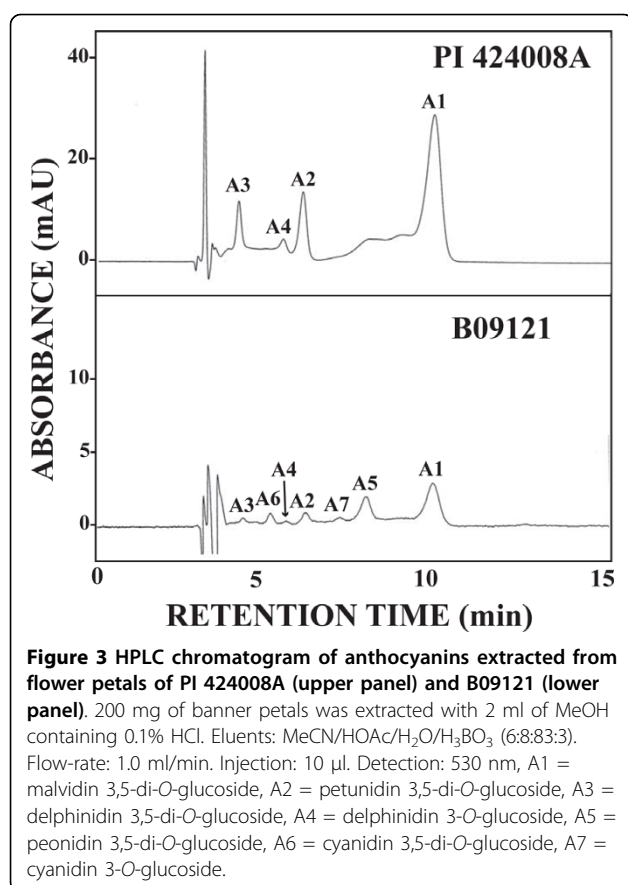 PI 424008A
A1
A2
A3
A4
40
20
0
ABSORBANCE (mAU)
B09121
10
5
0
A4
A3 A6 A2 A7 A5 A1
0 5 10 15
RETENTION TIME (min)
Figure 3 HPLC chromatogram of anthocyanins extracted from
flower petals of PI 424008A (upper panel) and B09121 (lower
panel). 200 mg of banner petals was extracted with 2 ml of MeOH
containing 0.1% HCl. Eluents: MeCN/HOAc/H₂O/H₃BO₃ (6:8:83:3).
Flow-rate: 1.0 ml/min. Injection: 10 μl. Detection: 530 nm, A1 =
malvidin 3,5-di-O-glucoside, A2 = petunidin 3,5-di-O-glucoside, A3 =
delphinidin 3,5-di-O-glucoside, A4 = delphinidin 3-O-glucoside, A5 =
peonidin 3,5-di-O-glucoside, A6 = cyanidin 3,5-di-O-glucoside, A7 =
cyanidin 3-O-glucoside.